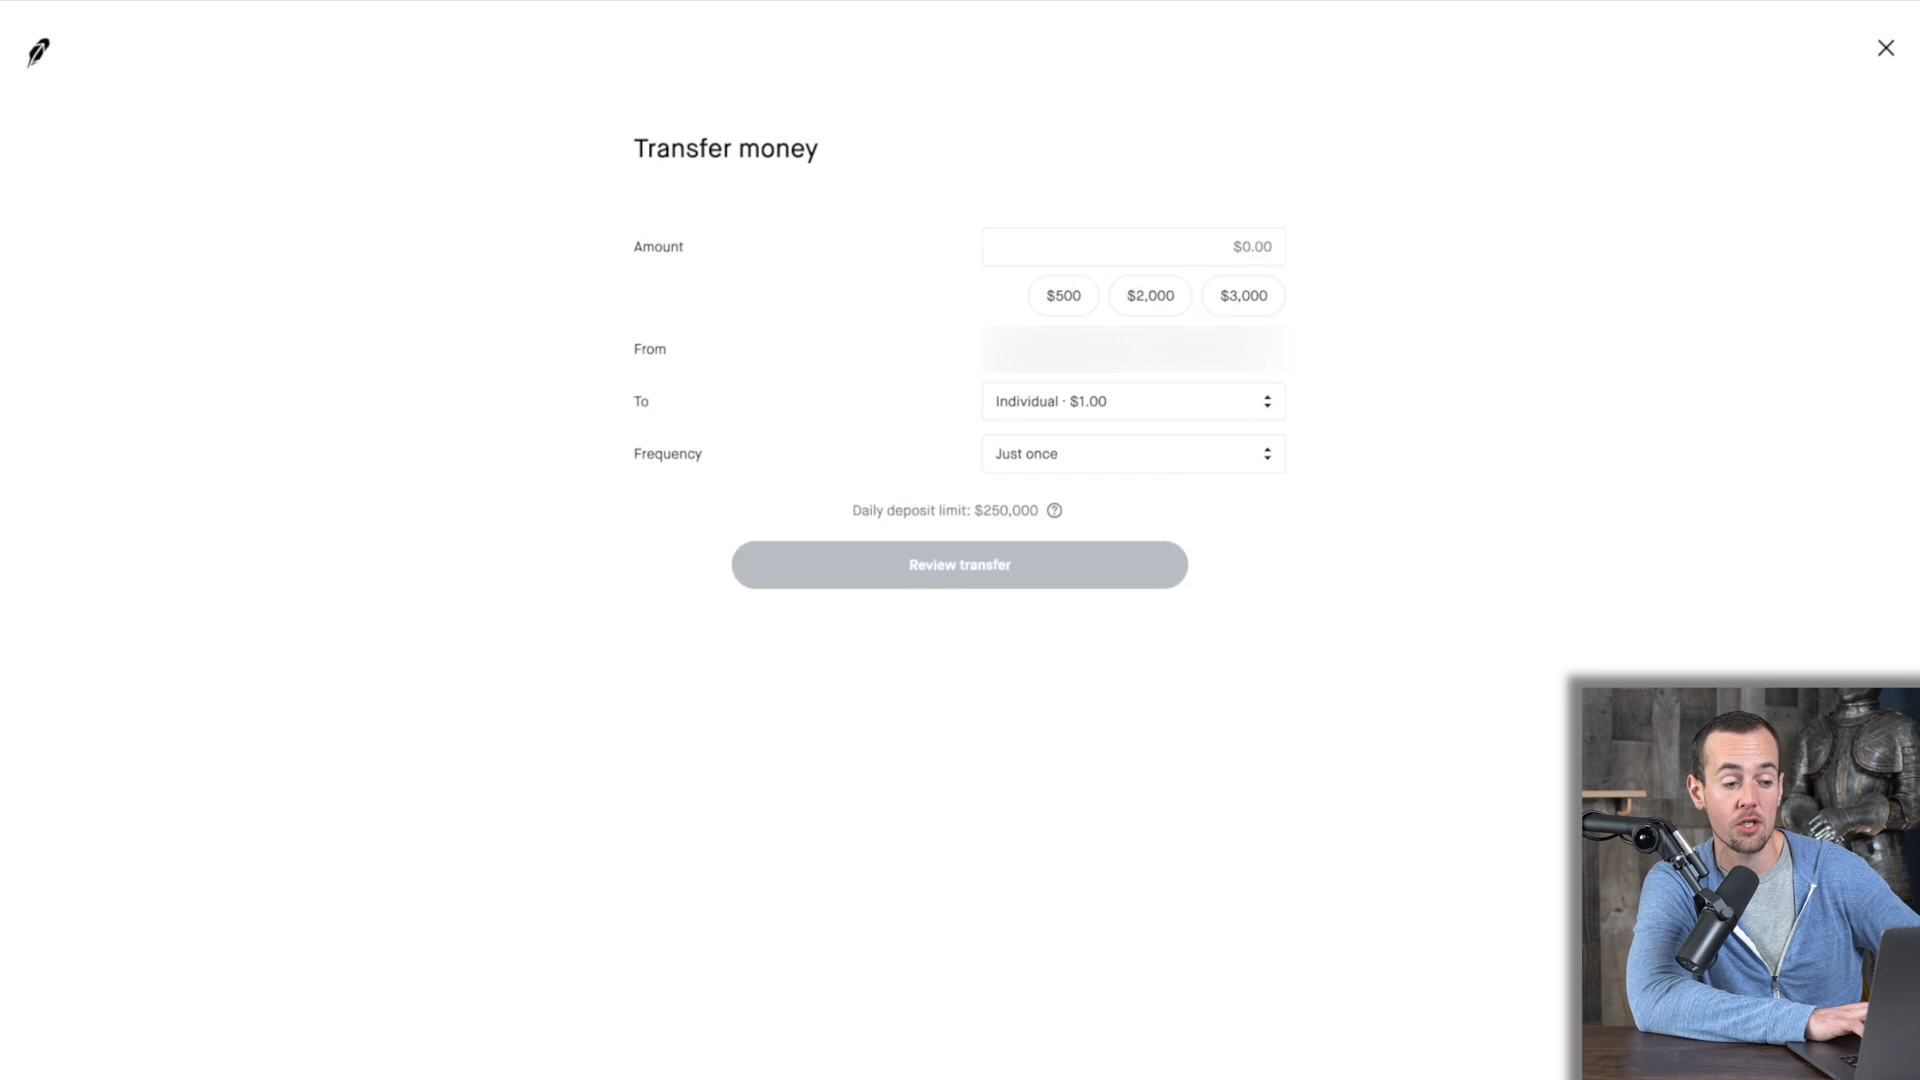 Transfer money
Amount
$0.00
$500
$2,000
$3,000
From
To
Individual · $1.00
Frequency
Just once
Daily deposit limit: $250,000
Review transfer